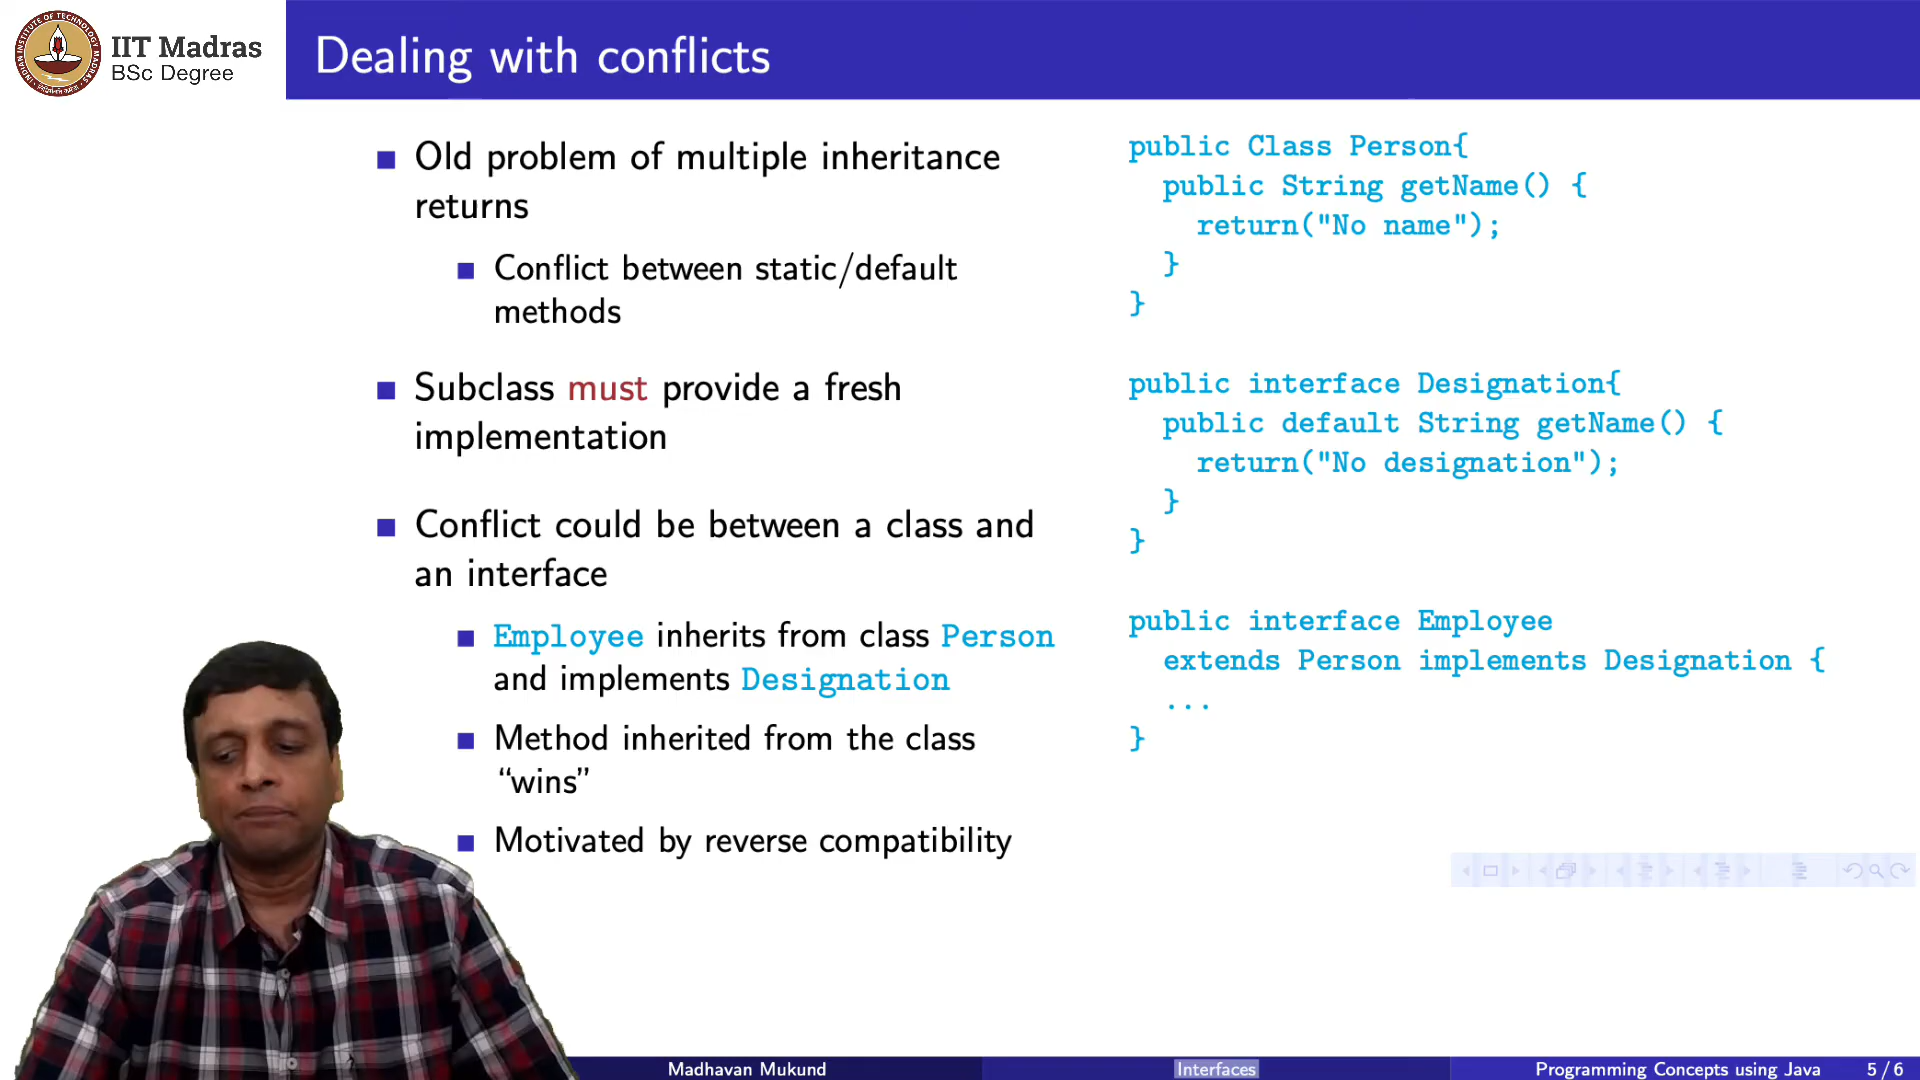 IIT Madras
BSc Degree
Dealing with conflicts
Old problem of multiple inheritance
returns
Conflict between static/default
methods
Subclass must provide a fresh
implementation
Conflict could be between a class and
an interface
Employee inherits from class Person
and implements Designation
Method inherited from the class
“wins”
Motivated by reverse compatibility
public Class Person{
public String getName() {
return("No name");
}
}
public interface Designation{
public default String getName() {
return("No designation");
}
}
public interface Employee
extends Person implements Designation {
...
}
Madhavan Mukund
Interfaces
Programming Concepts using Java
5 / 6